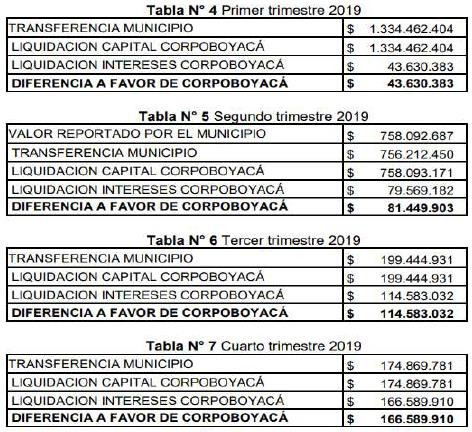 Tabla N° 4 Primer trimestre 2019
TRANSFERENCIA MUNICIPIO $ 1.334.462.404
LIQUIDACION CAPITAL CORPOBOYACÁ $ 1.334.462.404
LIQUIDACION INTERESES CORPOBOYACÁ $ 43.630.383
DIFERENCIA A FAVOR DE CORPOBOYACÁ $ 43.630.383
Tabla N° 5 Segundo trimestre 2019
VALOR REPORTADO POR EL MUNICIPIO $ 758.092.687
TRANSFERENCIA MUNICIPIO $ 756.212.450
LIQUIDACION CAPITAL CORPOBOYACÁ $ 758.093.171
LIQUIDACION INTERESES CORPOBOYACÁ $ 79.569.182
DIFERENCIA A FAVOR DE CORPOBOYACÁ $ 81.449.903
Tabla N° 6 Tercer trimestre 2019
TRANSFERENCIA MUNICIPIO $ 199.444.931
LIQUIDACION CAPITAL CORPOBOYACÁ $ 199.444.931
LIQUIDACION INTERESES CORPOBOYACÁ $ 114.583.032
DIFERENCIA A FAVOR DE CORPOBOYACÁ $ 114.583.032
Tabla N° 7 Cuarto trimestre 2019
TRANSFERENCIA MUNICIPIO $ 174.869.781
LIQUIDACION CAPITAL CORPOBOYACÁ $ 174.869.781
LIQUIDACION INTERESES CORPOBOYACÁ $ 166.589.910
DIFERENCIA A FAVOR DE CORPOBOYACÁ $ 166.589.910